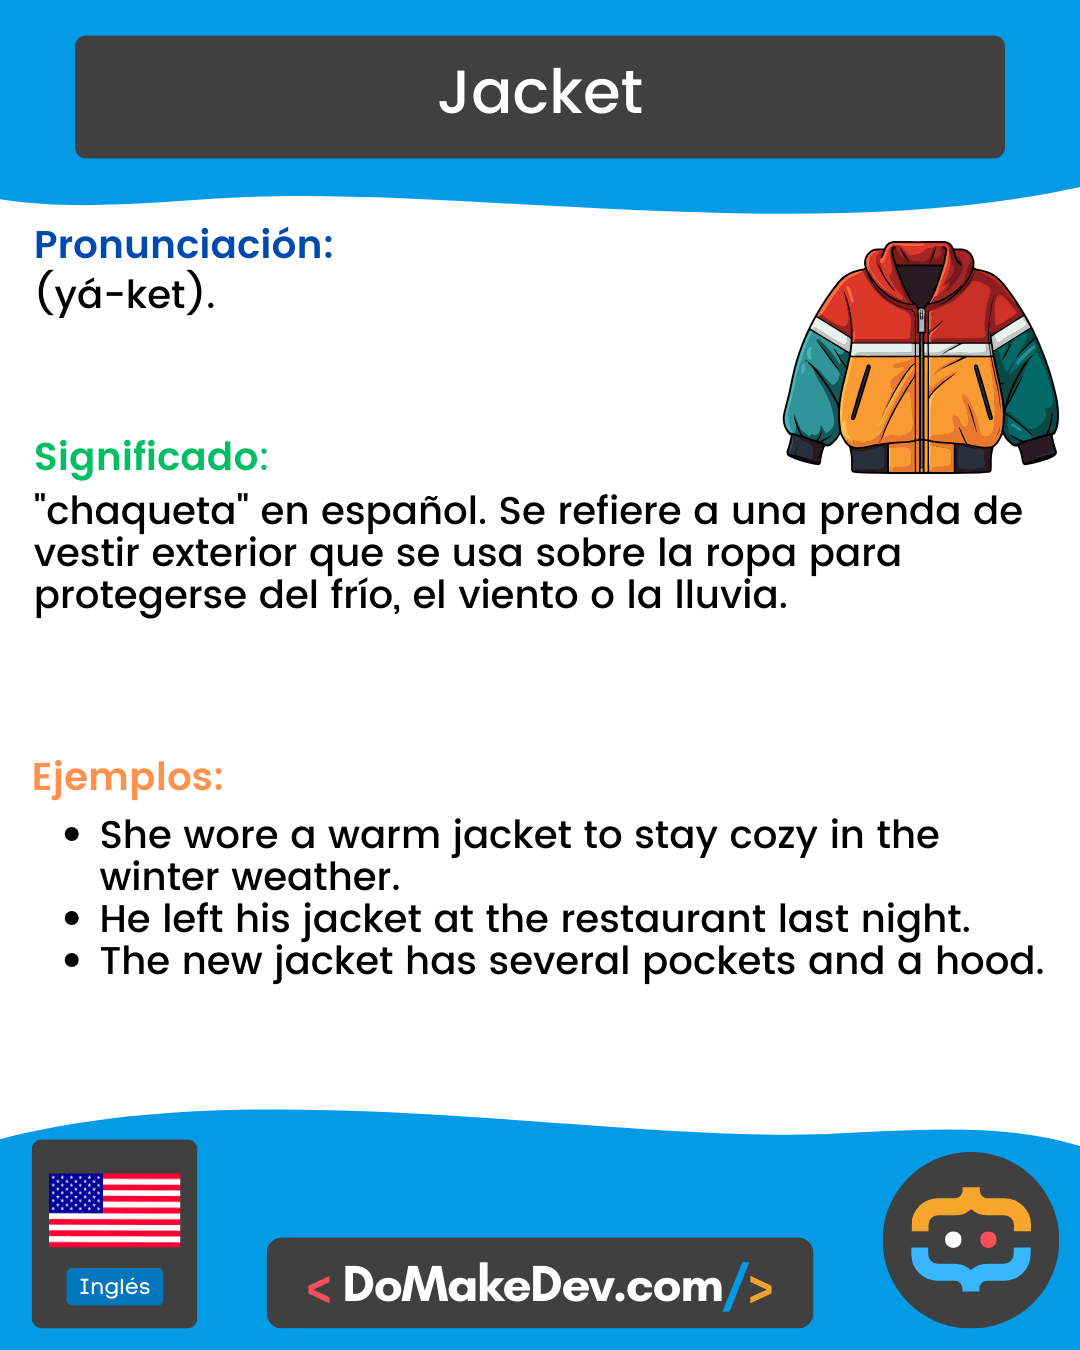 Jacket
Pronunciación:
(yá-ket).
Significado:
"chaqueta" en español. Se refiere a una prenda de
vestir exterior que se usa sobre la ropa para
protegerse del frío, el viento o la lluvia.
Ejemplos:
• She wore a warm jacket to stay cozy in the
winter weather.
• He left his jacket at the restaurant last night.
• The new jacket has several pockets and a hood.
Inglés
< DoMakeDev.com/>